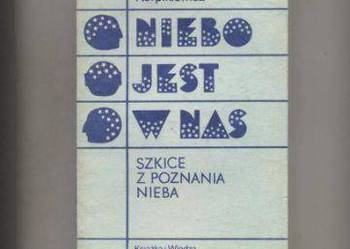 NIEBO
JEST
W NAS
SZKICE
Z POZNANIA
NIEBA
Książka i Wiedza